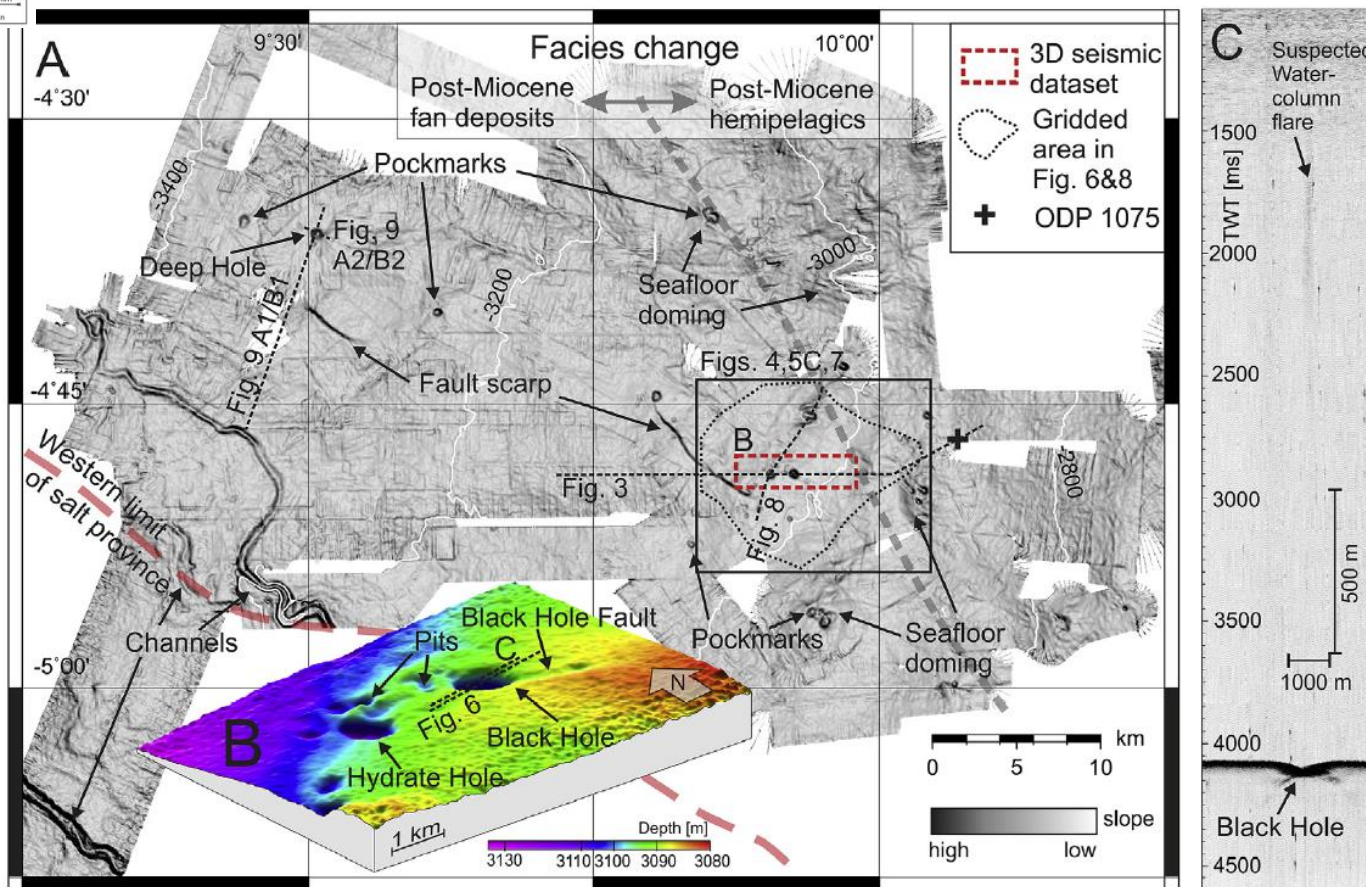 A
9˚30'
10˚00'
-4˚30'
-4˚45'
-5˚00'
Facies change
Post-Miocene
fan deposits
Post-Miocene
hemipelagics
3D seismic
dataset
Gridded
area in
Fig. 6&8
ODP 1075
-3400
Pockmarks
Fig. 9
A2/B2
Deep Hole
Fig. 9 A1/B1
-3200
Seafloor
doming
-3000
Fault scarp
Figs. 4,5C,7
B
Fig. 3
Fig. 8
-2800
Western limit
of salt province
Channels
Pockmarks
Seafloor
doming
B
Black Hole Fault
Pits
C
Fig. 6
N
Black Hole
Hydrate Hole
1 km
Depth [m]
3130
3110
3100
3090
3080
km
0
5
10
slope
high
low
C
Suspected
Water-
column
flare
TWT [ms]
1500
2000
2500
3000
3500
4000
4500
500 m
1000 m
Black Hole